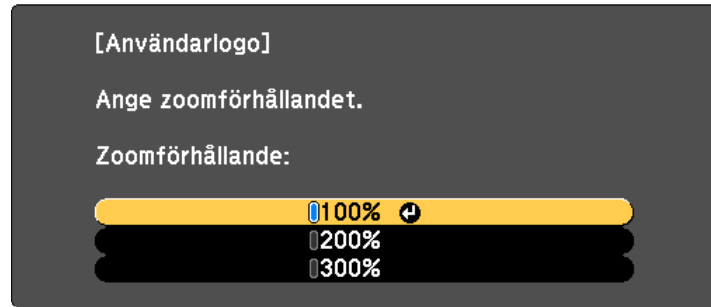 [Användarlogo]
Ange zoomförhållandet.
Zoomförhållande:
100%
200%
300%